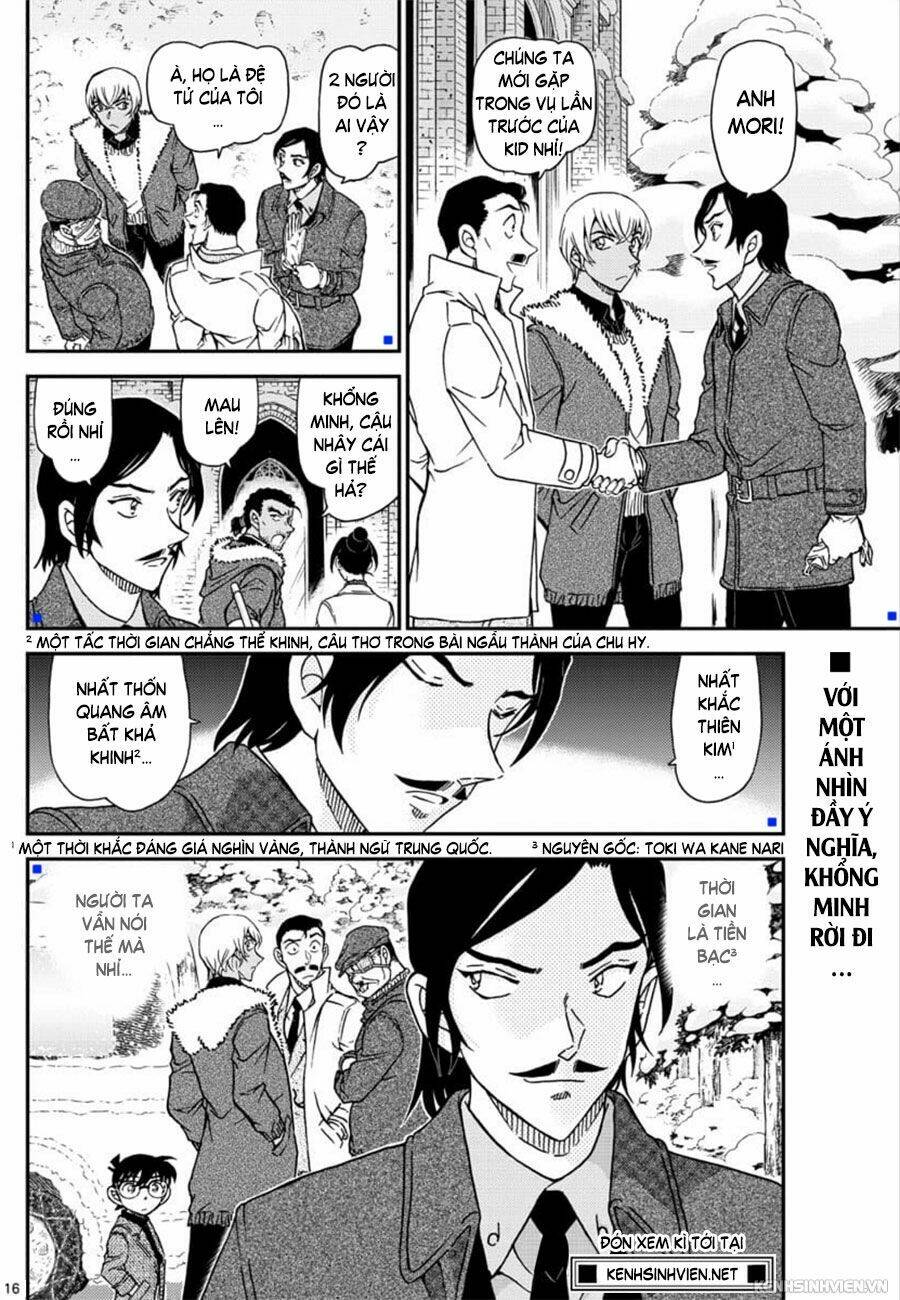 ANH
MORI!
CHÚNG TA
MỚI GẶP
TRONG VỤ LẦN
TRƯỚC CỦA
KID NHỈ!
2 NGƯỜI
ĐÓ LÀ
AI VẬY
?
À, HỌ LÀ ĐỆ
TỬ CỦA TÔI
...
KHỔNG
MINH, CẬU
NHÂY CÁI
GÌ THẾ
HẢ?
MAU
LÊN!
ĐÚNG
RỒI NHỈ
...
2 MỘT TẤC THỜI GIAN CHẲNG THỂ KHINH, CÂU THƠ TRONG BÀI NGẨU THÀNH CỦA CHU HY.
NHẤT
KHẮC
THIÊN
KIM1
...
NHẤT THỐN
QUANG ÂM
BẤT KHẢ
KHINH2...
1 MỘT THỜI KHẮC ĐÁNG GIÁ NGHÌN VÀNG, THÀNH NGỮ TRUNG QUỐC.
3 NGUYÊN GỐC: TOKI WA KANE NARI
THỜI
GIAN
LÀ TIỀN
BẠC3
...
NGƯỜI TA
VẪN NÓI
THẾ MÀ
NHỈ...
VỚI
MỘT
ÁNH
NHÌN
ĐẦY Ý
NGHĨA,
KHỔNG
MINH
RỜI ĐI
...
ĐÓN XEM KÌ TỚI TẠI
KENHSINHVIEN.NET
16
KENHSINHVIEN.VN